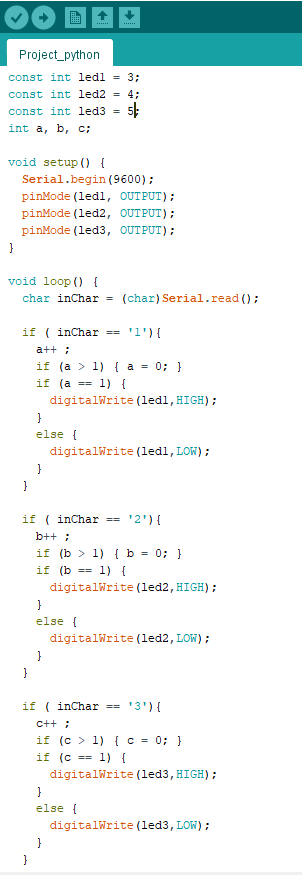 Project_python
const int led1 = 3;
const int led2 = 4;
const int led3 = 5;
int a, b, c;

void setup() {
  Serial.begin(9600);
  pinMode(led1, OUTPUT);
  pinMode(led2, OUTPUT);
  pinMode(led3, OUTPUT);
}

void loop() {
  char inChar = (char)Serial.read();

  if ( inChar == '1'){
    a++ ;
    if (a > 1) { a = 0; }
    if (a == 1) {
      digitalWrite(led1,HIGH);
    }
    else {
      digitalWrite(led1,LOW);
    }
  }

  if ( inChar == '2'){
    b++ ;
    if (b > 1) { b = 0; }
    if (b == 1) {
      digitalWrite(led2,HIGH);
    }
    else {
      digitalWrite(led2,LOW);
    }
  }

  if ( inChar == '3'){
    c++ ;
    if (c > 1) { c = 0; }
    if (c == 1) {
      digitalWrite(led3,HIGH);
    }
    else {
      digitalWrite(led3,LOW);
    }
  }